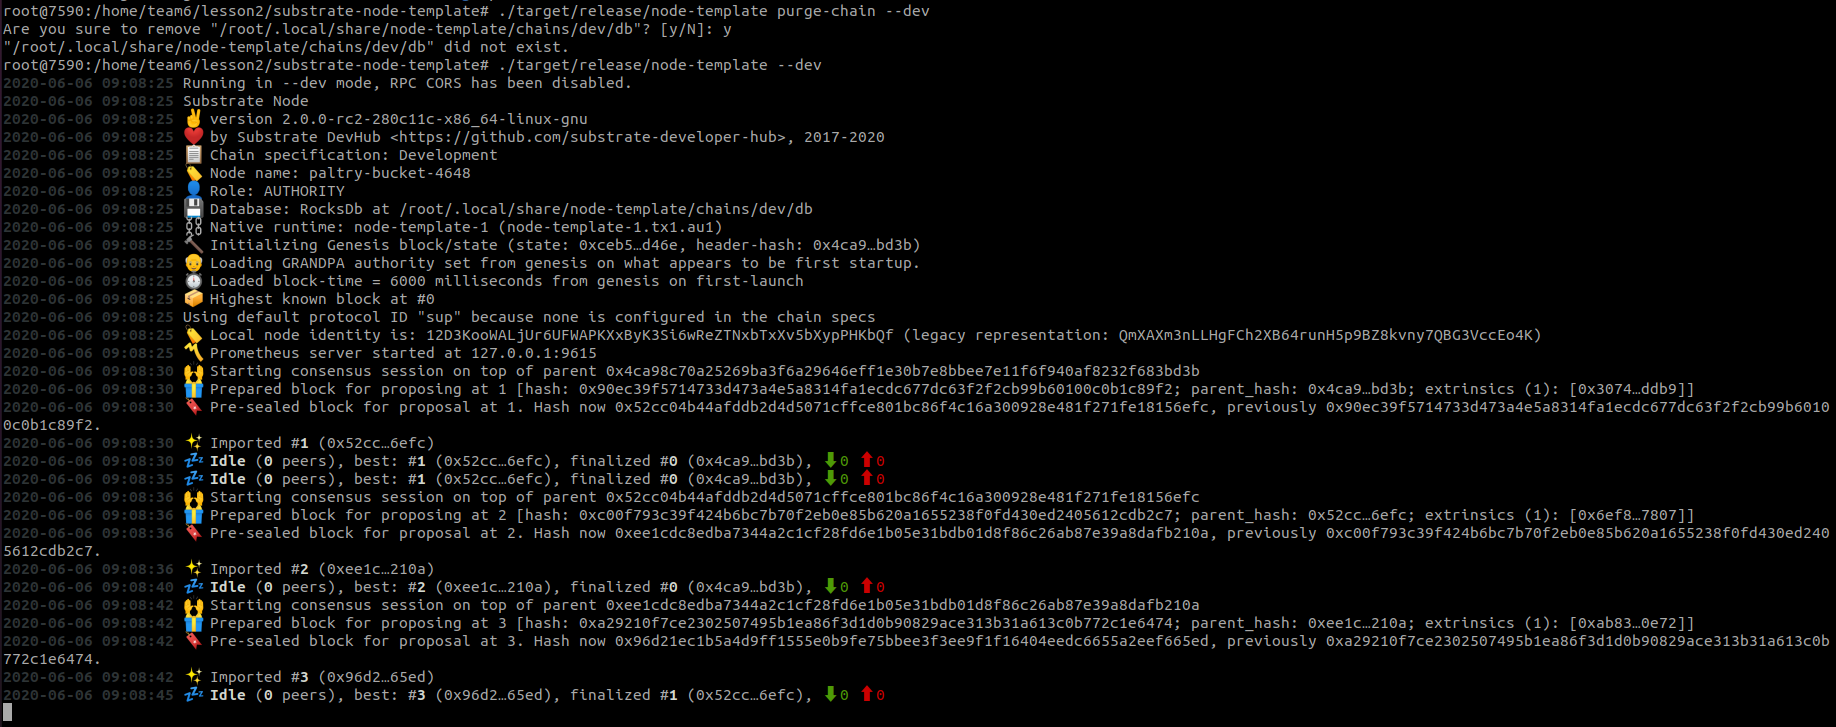 root@7590:/home/team6/lesson2/substrate-node-template# ./target/release/node-template purge-chain --dev
Are you sure to remove "/root/.local/share/node-template/chains/dev/db"? [y/N]: y
"/root/.local/share/node-template/chains/dev/db" did not exist.
root@7590:/home/team6/lesson2/substrate-node-template# ./target/release/node-template --dev
2020-06-06 09:08:25 Running in --dev mode, RPC CORS has been disabled.
2020-06-06 09:08:25 Substrate Node
2020-06-06 09:08:25 ✌️ version 2.0.0-rc2-280c11c-x86_64-linux-gnu
2020-06-06 09:08:25 ❤️ by Substrate DevHub <https://github.com/substrate-developer-hub>, 2017-2020
2020-06-06 09:08:25 📋 Chain specification: Development
2020-06-06 09:08:25 🏷 Node name: paltry-bucket-4648
2020-06-06 09:08:25 👤 Role: AUTHORITY
2020-06-06 09:08:25 💾 Database: RocksDb at /root/.local/share/node-template/chains/dev/db
2020-06-06 09:08:25 ⛓ Native runtime: node-template-1 (node-template-1.tx1.au1)
2020-06-06 09:08:25 🔨 Initializing Genesis block/state (state: 0xceb5…d46e, header-hash: 0x4ca9…bd3b)
2020-06-06 09:08:25 👴 Loading GRANDPA authority set from genesis on what appears to be first startup.
2020-06-06 09:08:25 ⏱ Loaded block-time = 6000 milliseconds from genesis on first-launch
2020-06-06 09:08:25 📦 Highest known block at #0
2020-06-06 09:08:25 Using default protocol ID "sup" because none is configured in the chain specs
2020-06-06 09:08:25 🏷 Local node identity is: 12D3KooWALjUr6UFWAPKXxByK3Si6wReZTNxbTxXv5bXypPHKbQf (legacy representation: QmXAXm3nLLHgFCh2XB64runH5p9BZ8kvny7QBG3VccEo4K)
2020-06-06 09:08:25 〽️ Prometheus server started at 127.0.0.1:9615
2020-06-06 09:08:30 🙌 Starting consensus session on top of parent 0x4ca98c70a25269ba3f6a29646eff1e30b7e8bbee7e11f6f940af8232f683bd3b
2020-06-06 09:08:30 🎁 Prepared block for proposing at 1 [hash: 0x90ec39f5714733d473a4e5a8314fa1ecdc677dc63f2f2cb99b60100c0b1c89f2; parent_hash: 0x4ca9…bd3b; extrinsics (1): [0x3074…ddb9]]
2020-06-06 09:08:30 🔖 Pre-sealed block for proposal at 1. Hash now 0x52cc04b44afddb2d4d5071cffce801bc86f4c16a300928e481f271fe18156efc, previously 0x90ec39f5714733d473a4e5a8314fa1ecdc677dc63f2f2cb99b6010
0c0b1c89f2.
2020-06-06 09:08:30 ✨ Imported #1 (0x52cc…6efc)
2020-06-06 09:08:30 💤 Idle (0 peers), best: #1 (0x52cc…6efc), finalized #0 (0x4ca9…bd3b), ⬇ 0 ⬆ 0
2020-06-06 09:08:35 💤 Idle (0 peers), best: #1 (0x52cc…6efc), finalized #0 (0x4ca9…bd3b), ⬇ 0 ⬆ 0
2020-06-06 09:08:36 🙌 Starting consensus session on top of parent 0x52cc04b44afddb2d4d5071cffce801bc86f4c16a300928e481f271fe18156efc
2020-06-06 09:08:36 🎁 Prepared block for proposing at 2 [hash: 0xc00f793c39f424b6bc7b70f2eb0e85b620a1655238f0fd430ed2405612cdb2c7; parent_hash: 0x52cc…6efc; extrinsics (1): [0x6ef8…7807]]
2020-06-06 09:08:36 🔖 Pre-sealed block for proposal at 2. Hash now 0xee1cdc8edba7344a2c1cf28fd6e1b05e31bdb01d8f86c26ab87e39a8dafb210a, previously 0xc00f793c39f424b6bc7b70f2eb0e85b620a1655238f0fd430ed240
5612cdb2c7.
2020-06-06 09:08:36 ✨ Imported #2 (0xee1c…210a)
2020-06-06 09:08:40 💤 Idle (0 peers), best: #2 (0xee1c…210a), finalized #0 (0x4ca9…bd3b), ⬇ 0 ⬆ 0
2020-06-06 09:08:42 🙌 Starting consensus session on top of parent 0xee1cdc8edba7344a2c1cf28fd6e1b05e31bdb01d8f86c26ab87e39a8dafb210a
2020-06-06 09:08:42 🎁 Prepared block for proposing at 3 [hash: 0xa29210f7ce2302507495b1ea86f3d1d0b90829ace313b31a613c0b772c1e6474; parent_hash: 0xee1c…210a; extrinsics (1): [0xab83…0e72]]
2020-06-06 09:08:42 🔖 Pre-sealed block for proposal at 3. Hash now 0x96d21ec1b5a4d9ff1555e0b9fe75bbee3f3ee9f1f16404eedc6655a2eef665ed, previously 0xa29210f7ce2302507495b1ea86f3d1d0b90829ace313b31a613c0b
772c1e6474.
2020-06-06 09:08:42 ✨ Imported #3 (0x96d2…65ed)
2020-06-06 09:08:45 💤 Idle (0 peers), best: #3 (0x96d2…65ed), finalized #1 (0x52cc…6efc), ⬇ 0 ⬆ 0